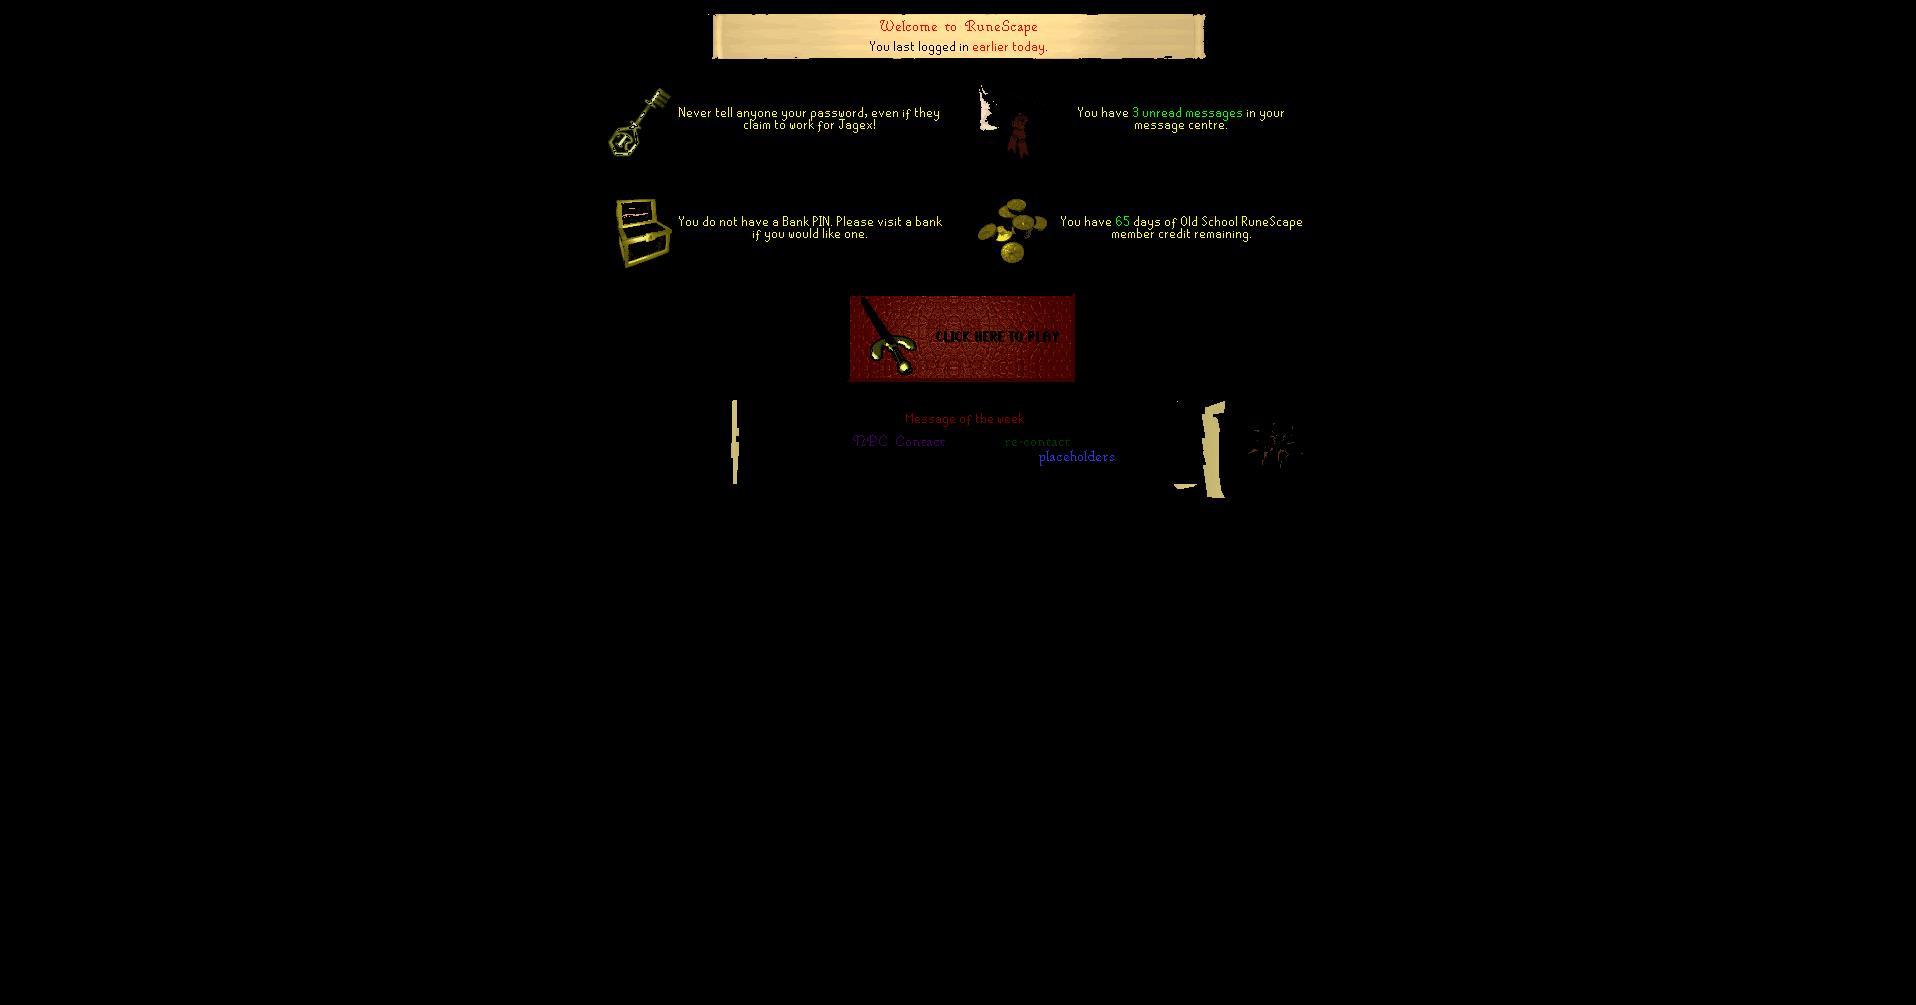 Welcome to RuneScape
You last logged in earlier today.
Never tell anyone your password, even if they
claim to work for Jagex!
You have 3 unread messages in your
message centre.
You do not have a Bank PIN. Please visit a bank
if you would like one.
You have 65 days of Old School RuneScape
member credit remaining.
CLICK HERE TO PLAY
Message of the week
NPC Contact re-contact
placeholders